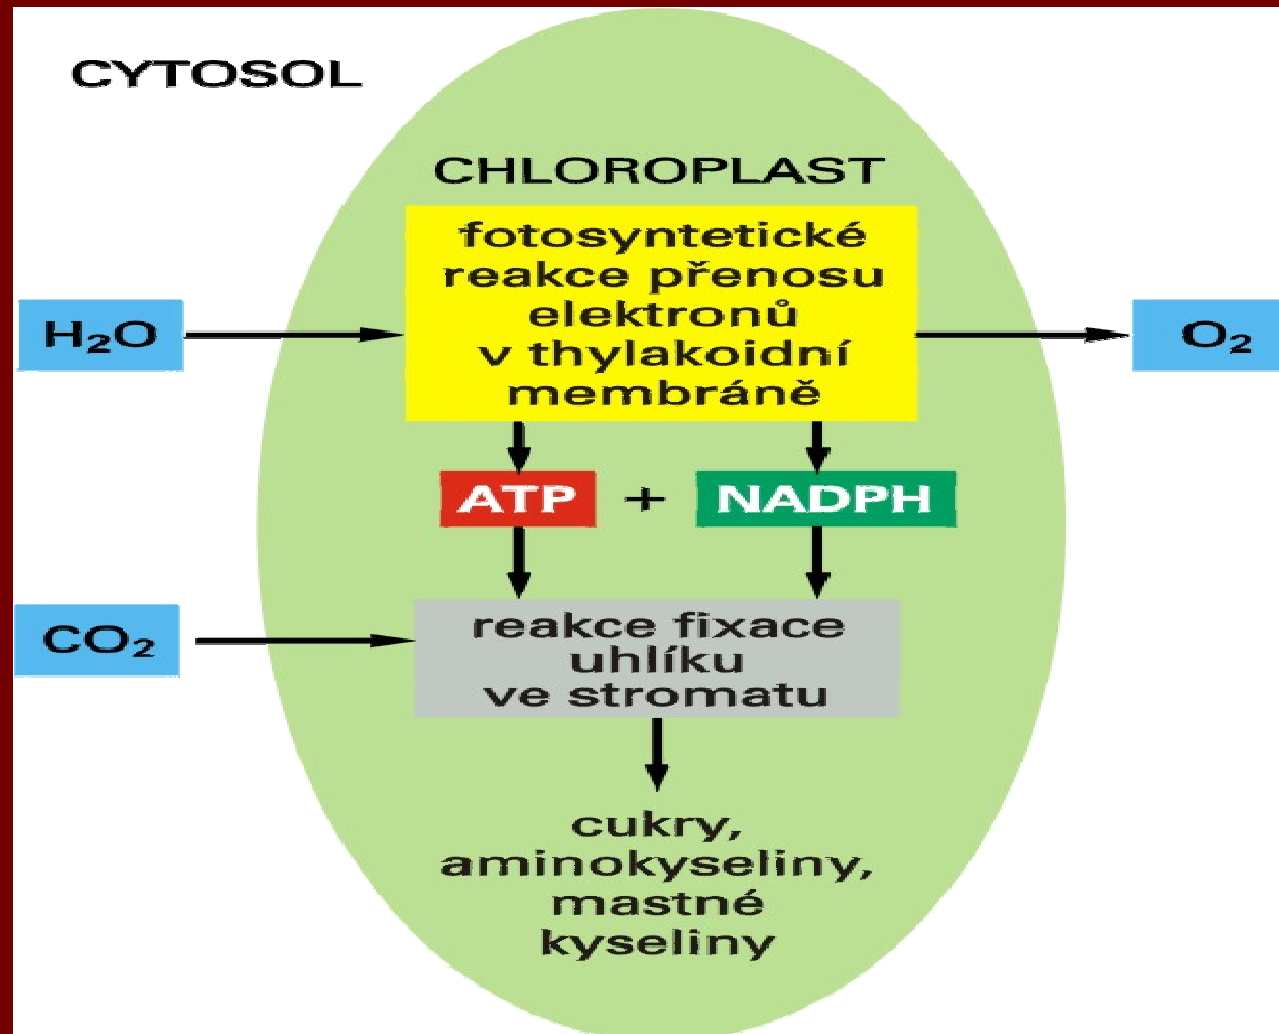 CYTOSOL
CHLOROPLAST
fotosyntetické
reakce přenosu
elektronů
v thylakoidní
membráně
H₂O
O₂
ATP + NADPH
CO₂
reakce fixace
uhlíku
ve stromatu
cukry,
aminokyseliny,
mastné
kyseliny